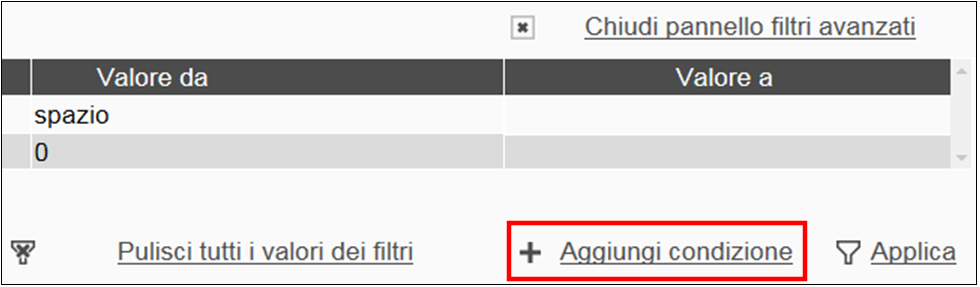 Chiudi pannello filtri avanzati
Valore da Valore a
spazio
0
Pulisci tutti i valori dei filtri Aggiungi condizione Applica